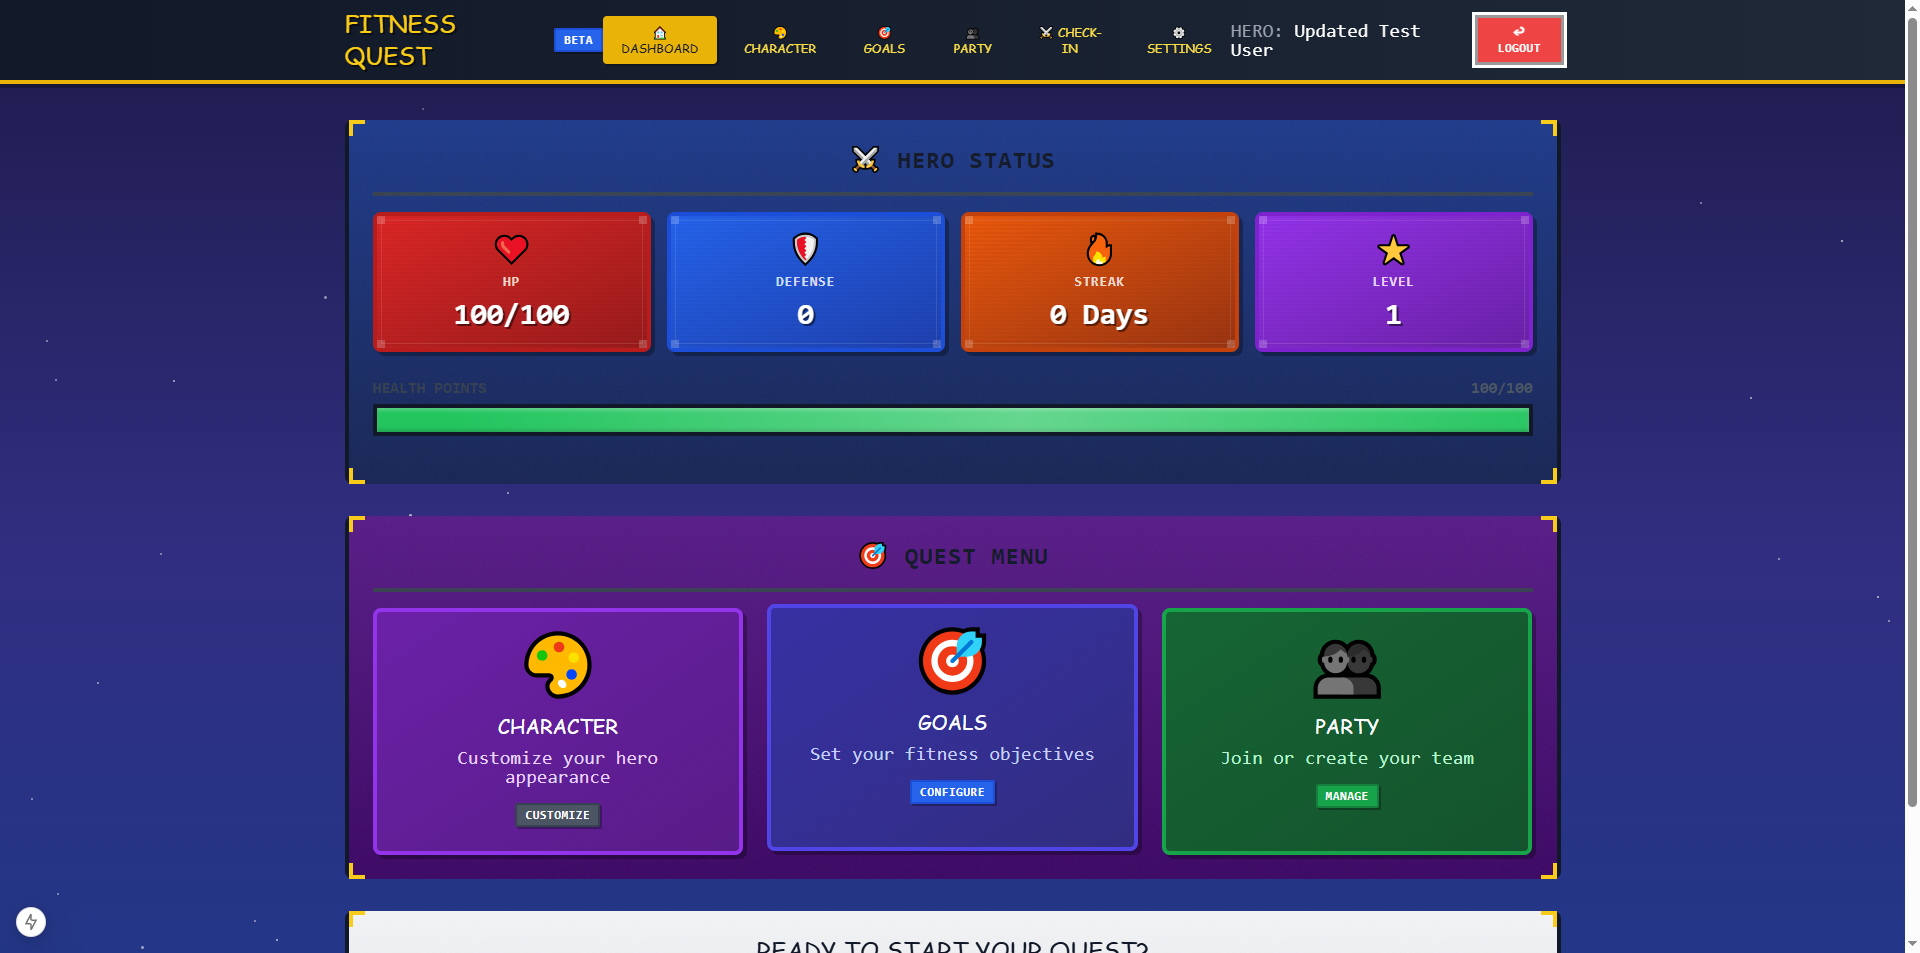 FITNESS
QUEST
BETA
DASHBOARD
CHARACTER
GOALS
PARTY
CHECK-
IN
SETTINGS
HERO: Updated Test
User
LOGOUT
HERO STATUS
HP
100/100
DEFENSE
0
STREAK
0 Days
LEVEL
1
HEALTH POINTS
100/100
QUEST MENU
CHARACTER
Customize your hero
appearance
CUSTOMIZE
GOALS
Set your fitness objectives
CONFIGURE
PARTY
Join or create your team
MANAGE
READY TO START YOUR QUEST?